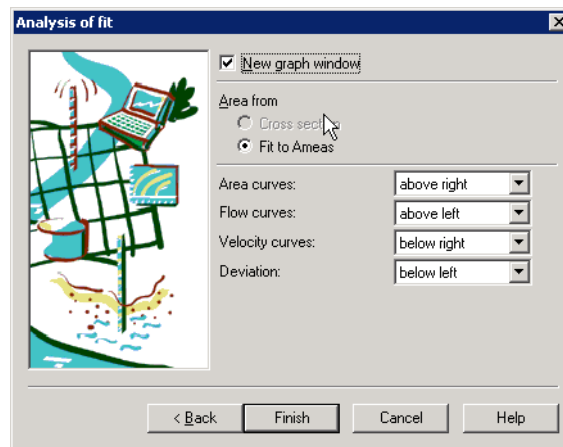 Analysis of fit
New graph window
Area from
Cross section
Fit to Ameas
Area curves: above right
Flow curves: above left
Velocity curves: below right
Deviation: below left
< Back Finish Cancel Help